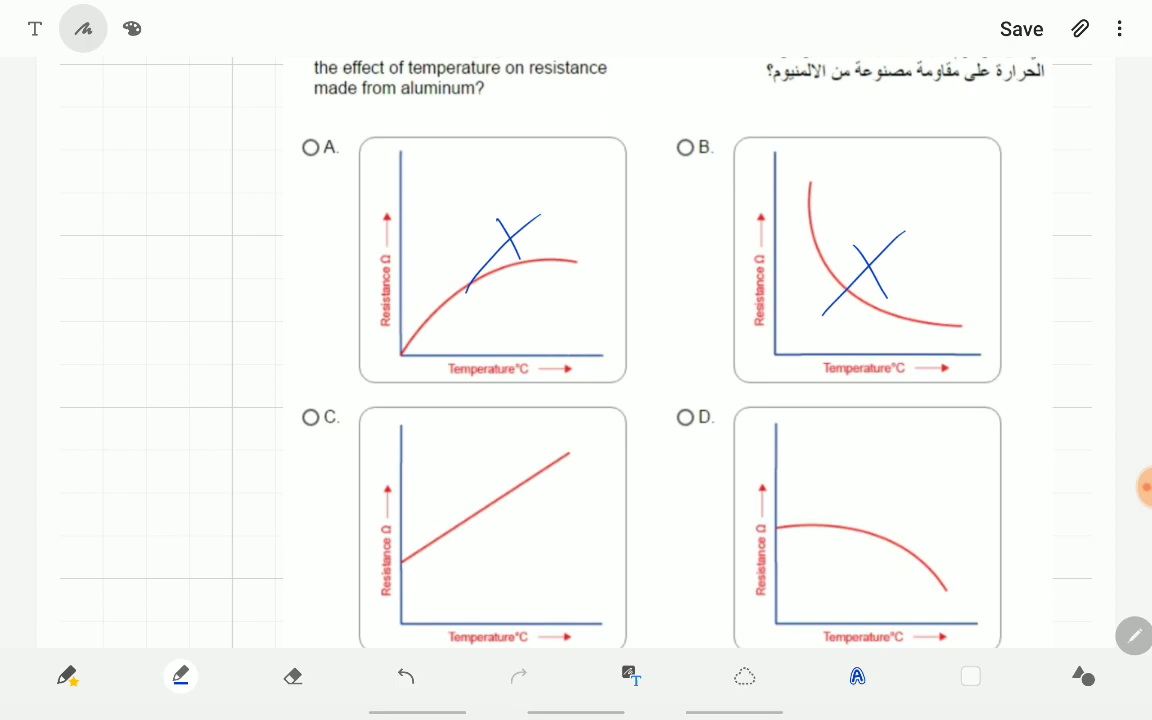 T
Save
the effect of temperature on resistance
made from aluminum?
الحرارة على مقاومة مصنوعة من الالمنيوم؟
A.
Resistance Ω
Temperature°C
B.
Resistance Ω
Temperature°C
C.
Resistance Ω
Temperature°C
D.
Resistance Ω
Temperature°C